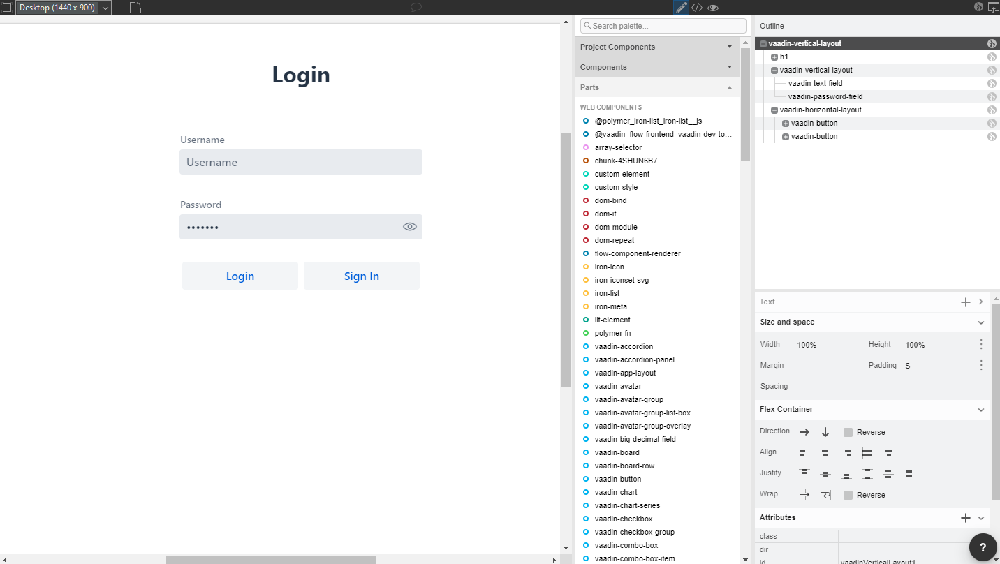 Desktop (1440 x 900)
Login
Username
Username
Password
•••••••
Login
Sign In
Search palette...
Project Components
Components
Parts
WEB COMPONENTS
@polymer_iron-list_iron-list__js
@vaadin_flow-frontend_vaadin-dev-to...
array-selector
chunk-4SHUN6B7
custom-element
custom-style
dom-bind
dom-if
dom-module
dom-repeat
flow-component-renderer
iron-icon
iron-iconset-svg
iron-list
iron-meta
lit-element
polymer-fn
vaadin-accordion
vaadin-accordion-panel
vaadin-app-layout
vaadin-avatar
vaadin-avatar-group
vaadin-avatar-group-list-box
vaadin-avatar-group-overlay
vaadin-big-decimal-field
vaadin-board
vaadin-board-row
vaadin-button
vaadin-chart
vaadin-chart-series
vaadin-checkbox
vaadin-checkbox-group
vaadin-combo-box
vaadin-combo-box-item
Outline
vaadin-vertical-layout
h1
vaadin-vertical-layout
vaadin-text-field
vaadin-password-field
vaadin-horizontal-layout
vaadin-button
vaadin-button
Text
Size and space
Width 100% Height 100%
Margin Padding S
Spacing
Flex Container
Direction Reverse
Align
Justify
Wrap Reverse
Attributes
class
dir
id vaadinVerticalLayout1
?